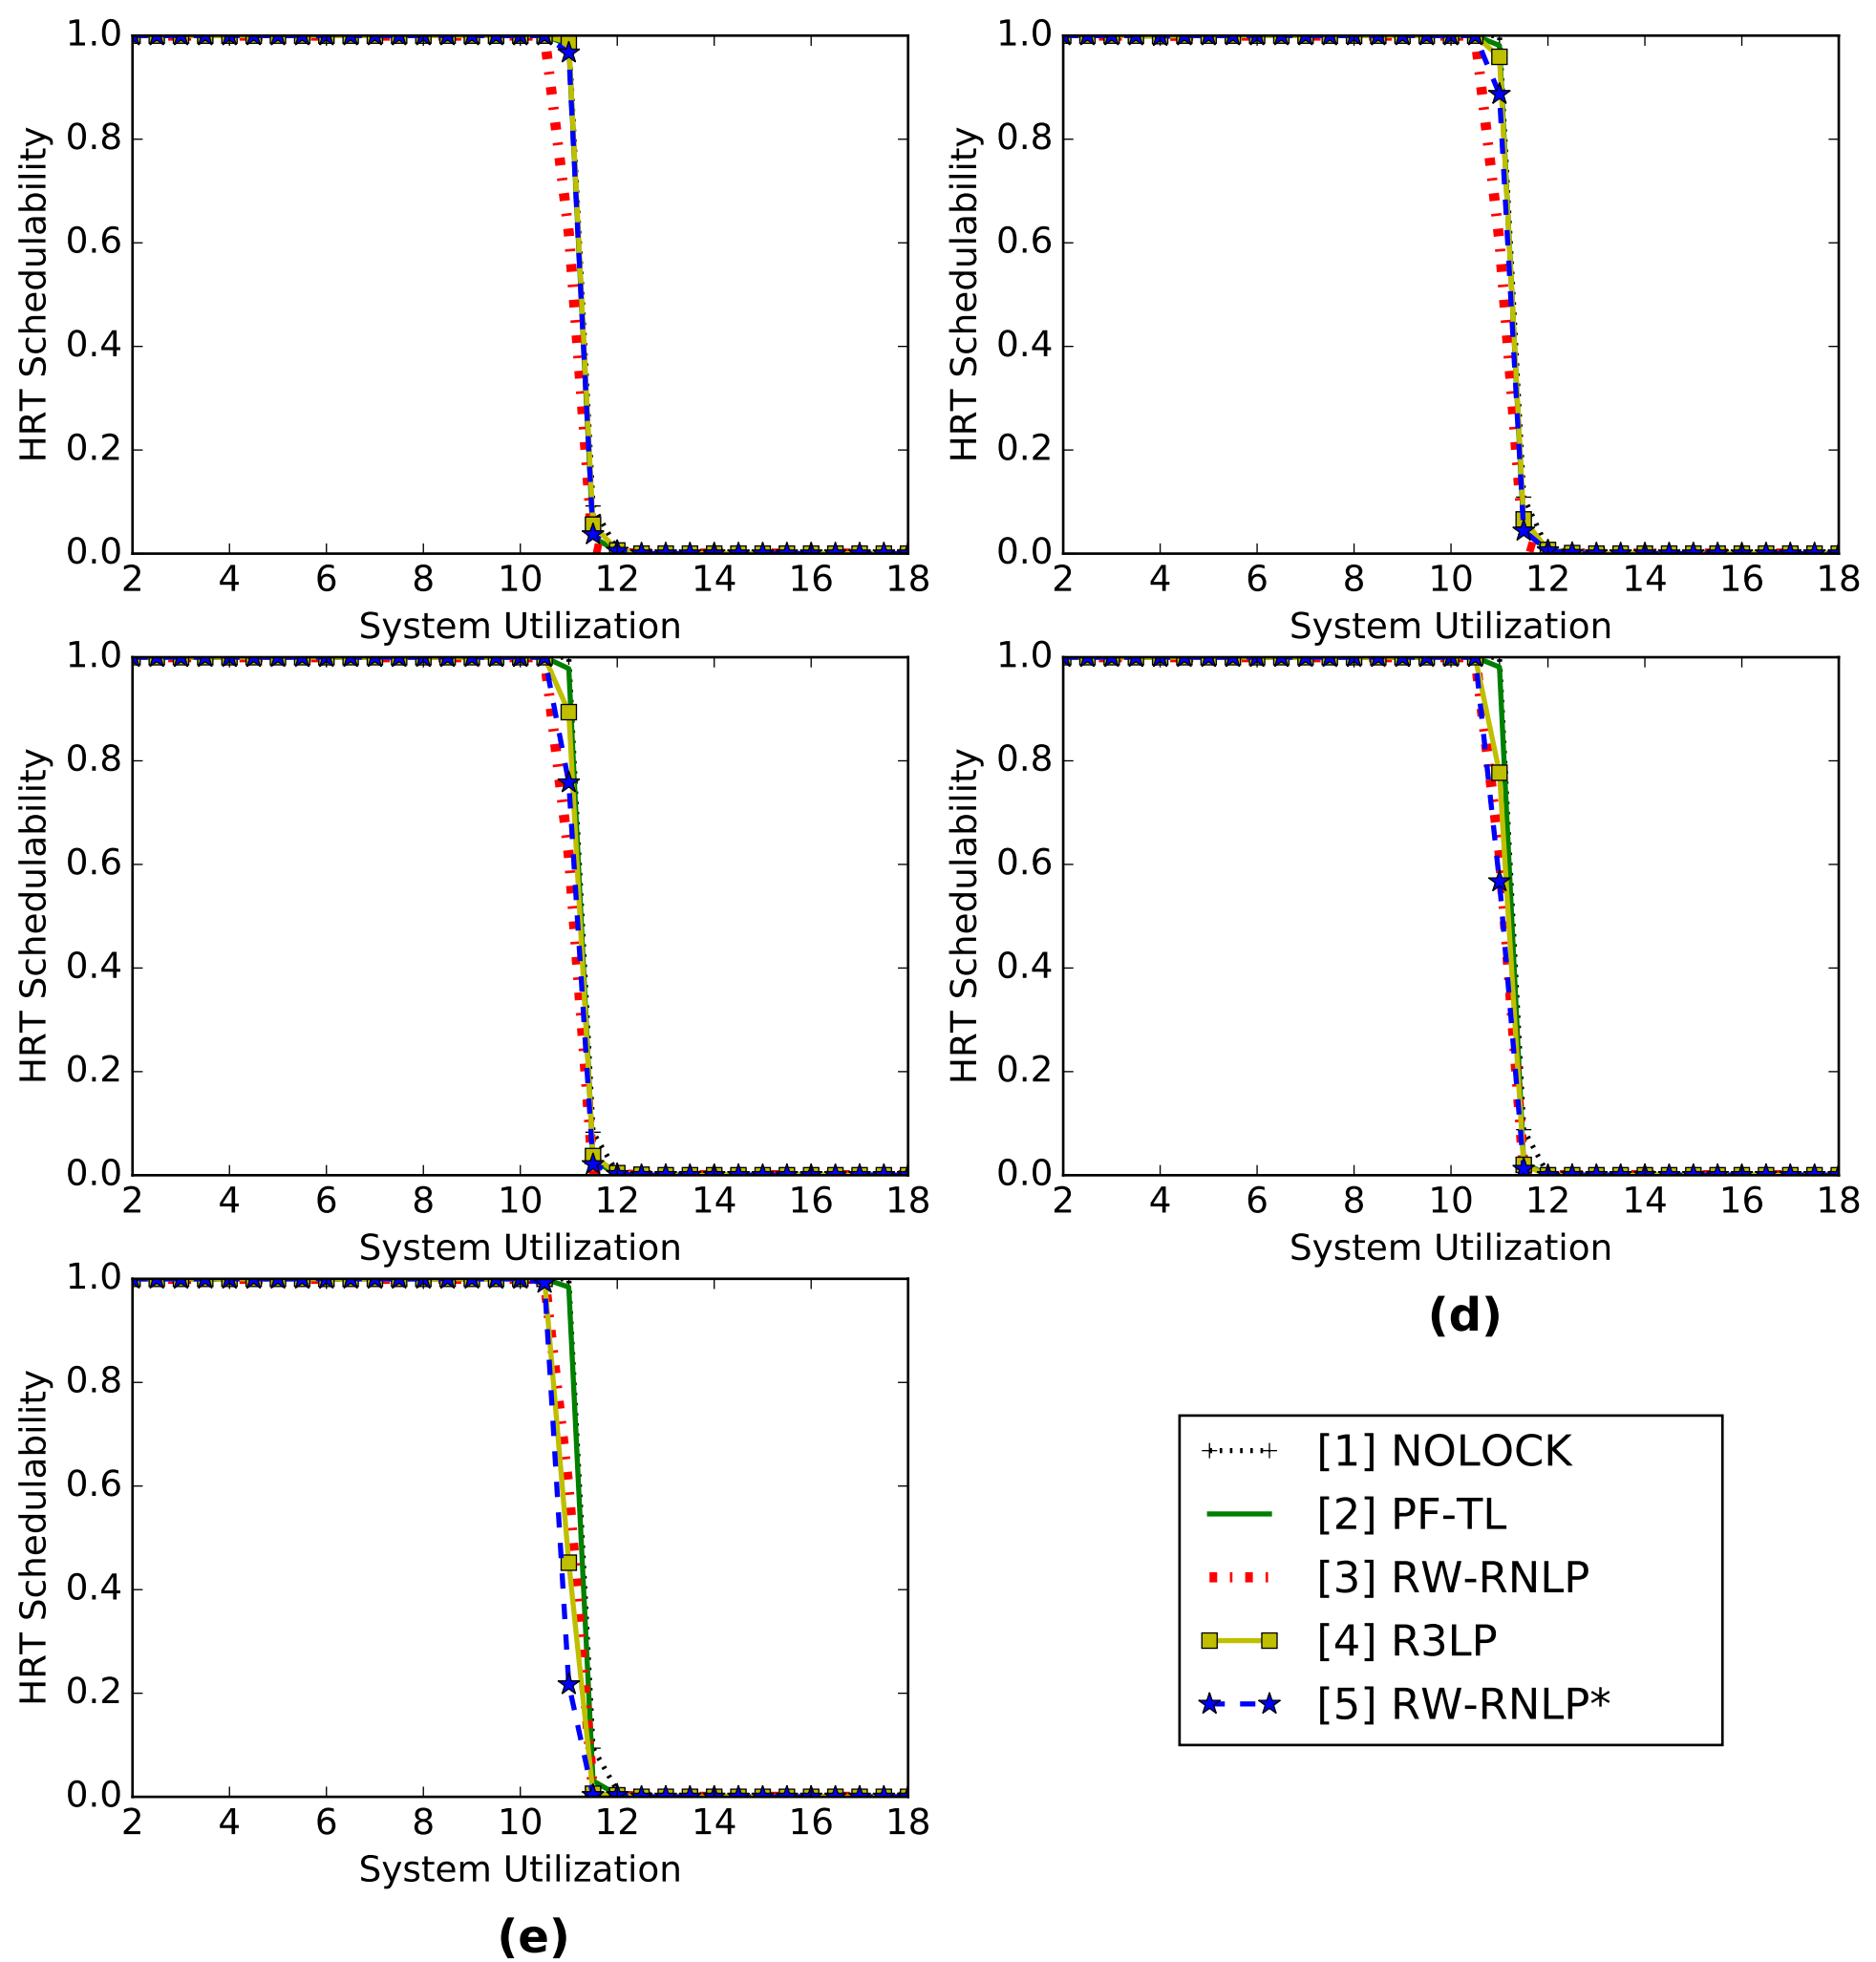 1.0
0.8
0.6
0.4
0.2
0.0
HRT Schedulability
2 4 6 8 10 12 14 16 18
System Utilization
1.0
0.8
0.6
0.4
0.2
0.0
HRT Schedulability
2 4 6 8 10 12 14 16 18
System Utilization
1.0
0.8
0.6
0.4
0.2
0.0
HRT Schedulability
2 4 6 8 10 12 14 16 18
System Utilization
1.0
0.8
0.6
0.4
0.2
0.0
HRT Schedulability
2 4 6 8 10 12 14 16 18
System Utilization
(d)
1.0
0.8
0.6
0.4
0.2
0.0
HRT Schedulability
2 4 6 8 10 12 14 16 18
System Utilization
(e)
[1] NOLOCK
[2] PF-TL
[3] RW-RNLP
[4] R3LP
[5] RW-RNLP*